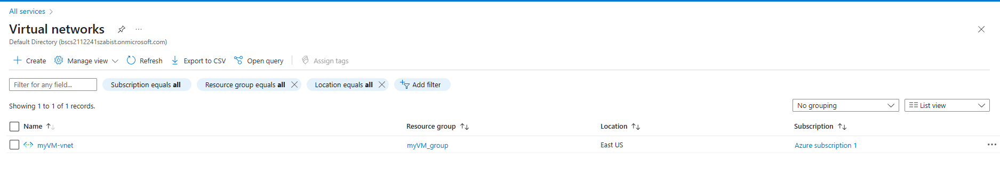 All services
Virtual networks
Default Directory (bscs2112241szabist.onmicrosoft.com)
Create Manage view Refresh Export to CSV Open query Assign tags
Filter for any field... Subscription equals all Resource group equals all Location equals all Add filter
Showing 1 to 1 of 1 records. No grouping List view
Name Resource group Location Subscription
myVM-vnet myVM_group East US Azure subscription 1